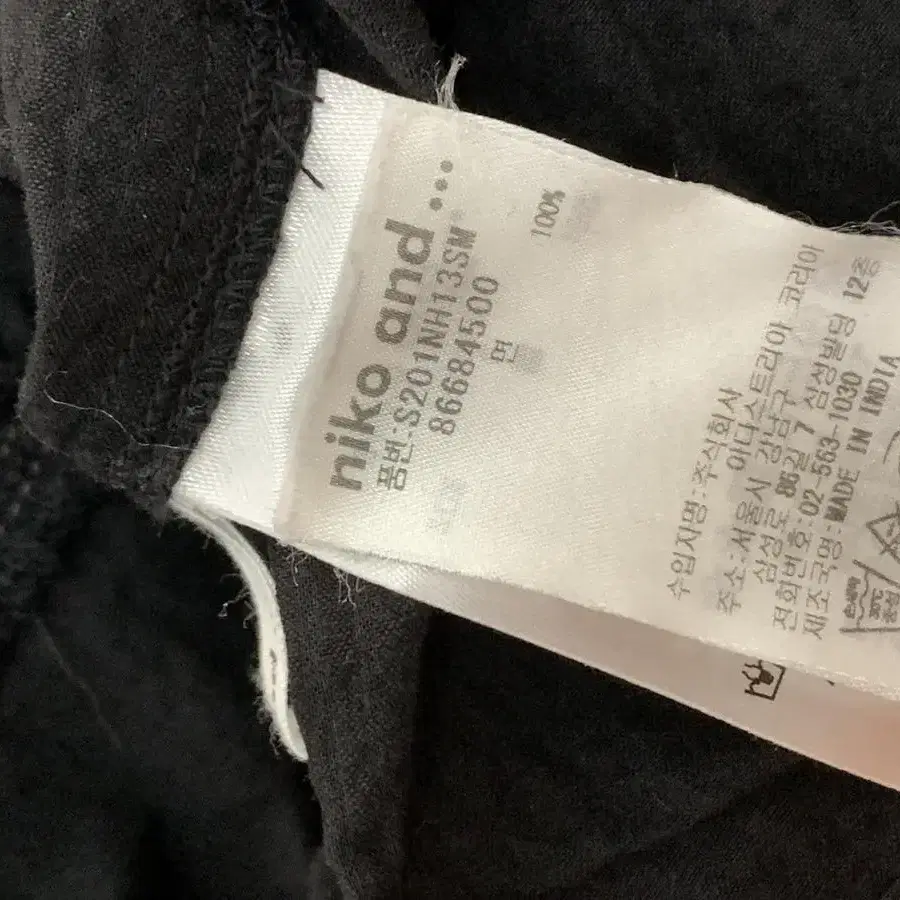 niko and ...
품번:S201NH13SM
86684500
면 100%
수입자명:주식회사
아다스트리아 코리아
주소:서울시 강남구
삼성로 86길 7 삼성빌딩 12층
전화번호:02-563-1030
제조국명:MADE IN INDIA